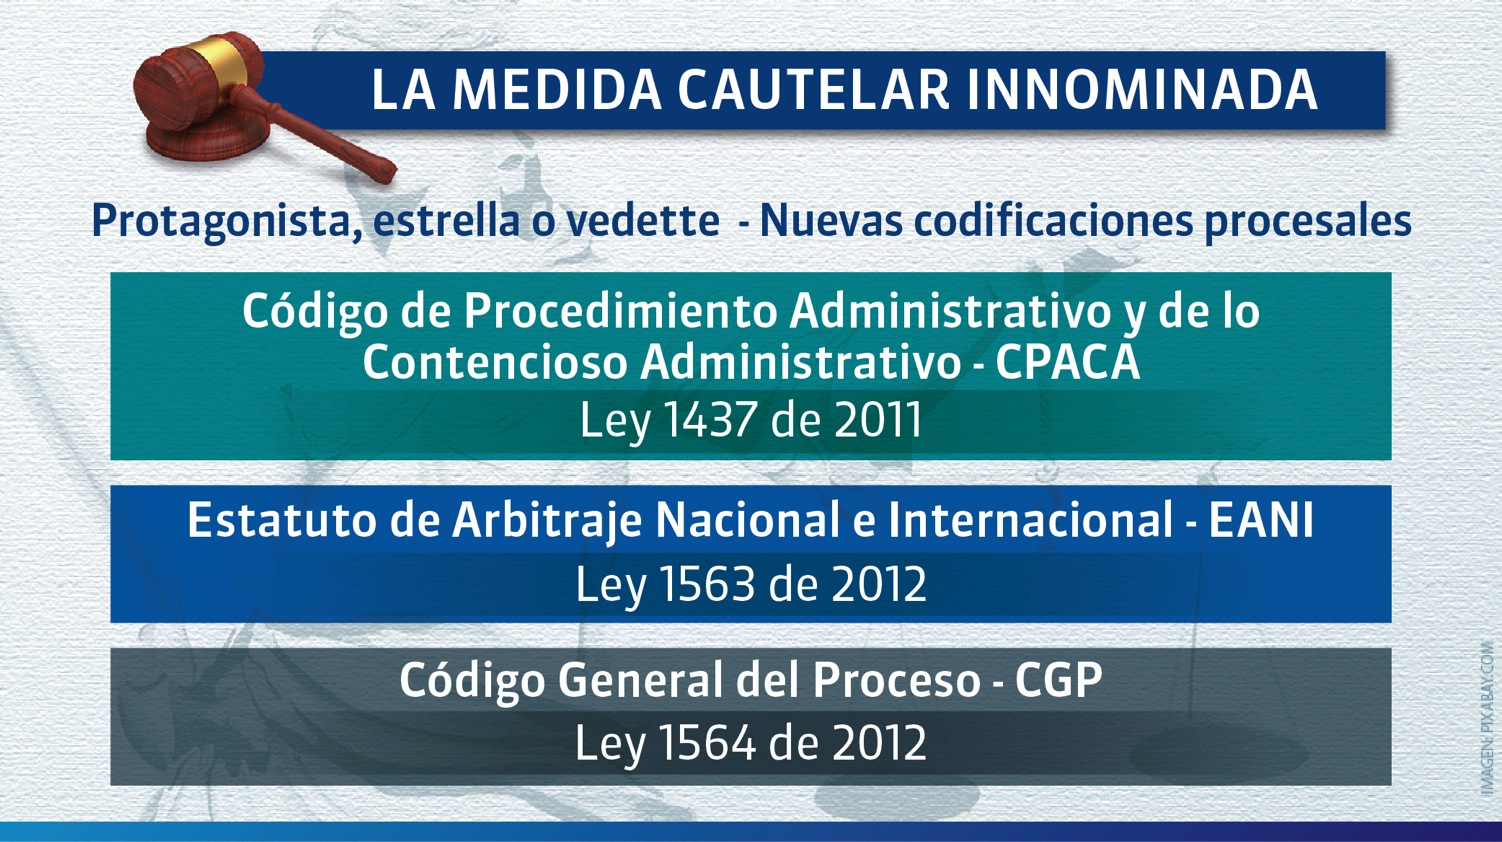 LA MEDIDA CAUTELAR INNOMINADA
Protagonista, estrella o vedette - Nuevas codificaciones procesales
Código de Procedimiento Administrativo y de lo
Contencioso Administrativo - CPACA
Ley 1437 de 2011
Estatuto de Arbitraje Nacional e Internacional - EANI
Ley 1563 de 2012
Código General del Proceso - CGP
Ley 1564 de 2012
IMAGEN: PIXABAY.COM